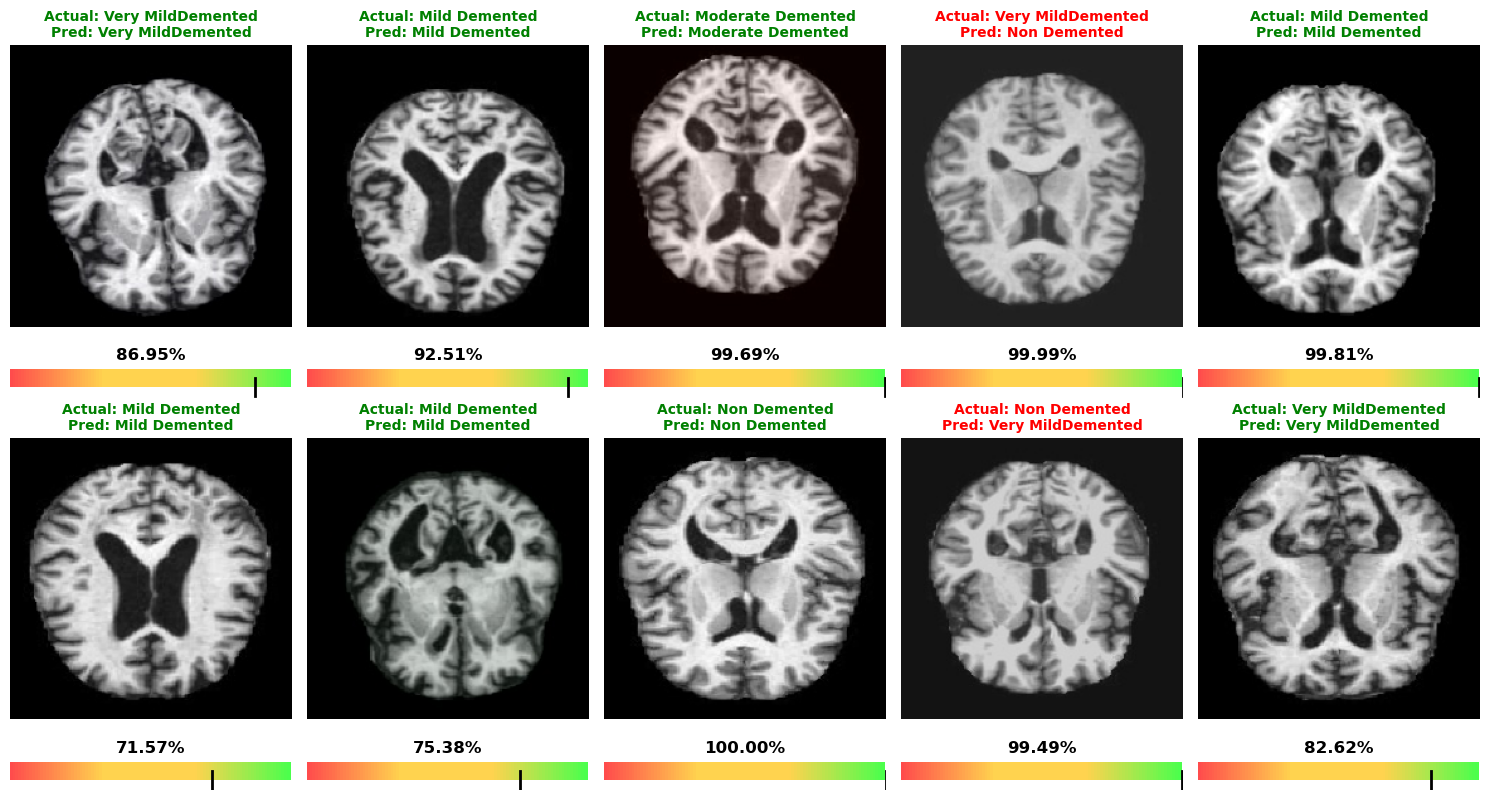 Actual: Very MildDemented
Pred: Very MildDemented
Actual: Mild Demented
Pred: Mild Demented
Actual: Moderate Demented
Pred: Moderate Demented
Actual: Very MildDemented
Pred: Non Demented
Actual: Mild Demented
Pred: Mild Demented
86.95%
92.51%
99.69%
99.99%
99.81%
Actual: Mild Demented
Pred: Mild Demented
Actual: Mild Demented
Pred: Mild Demented
Actual: Non Demented
Pred: Non Demented
Actual: Non Demented
Pred: Very MildDemented
Actual: Very MildDemented
Pred: Very MildDemented
71.57%
75.38%
100.00%
99.49%
82.62%